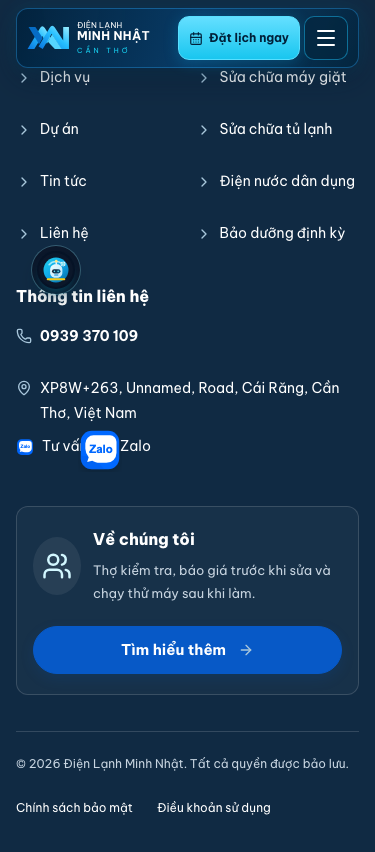 ĐIỆN LẠNH
MINH NHẬT
CẦN THƠ
Đặt lịch ngay
Dịch vụ
Sửa chữa máy giặt
Dự án
Sửa chữa tủ lạnh
Tin tức
Điện nước dân dụng
Liên hệ
Bảo dưỡng định kỳ
Thông tin liên hệ
0939 370 109
XP8W+263, Unnamed, Road, Cái Răng, Cần
Thơ, Việt Nam
Zalo
Tư vấn
Zalo
Zalo
Về chúng tôi
Thợ kiểm tra, báo giá trước khi sửa và
chạy thử máy sau khi làm.
Tìm hiểu thêm
© 2026 Điện Lạnh Minh Nhật. Tất cả quyền được bảo lưu.
Chính sách bảo mật
Điều khoản sử dụng